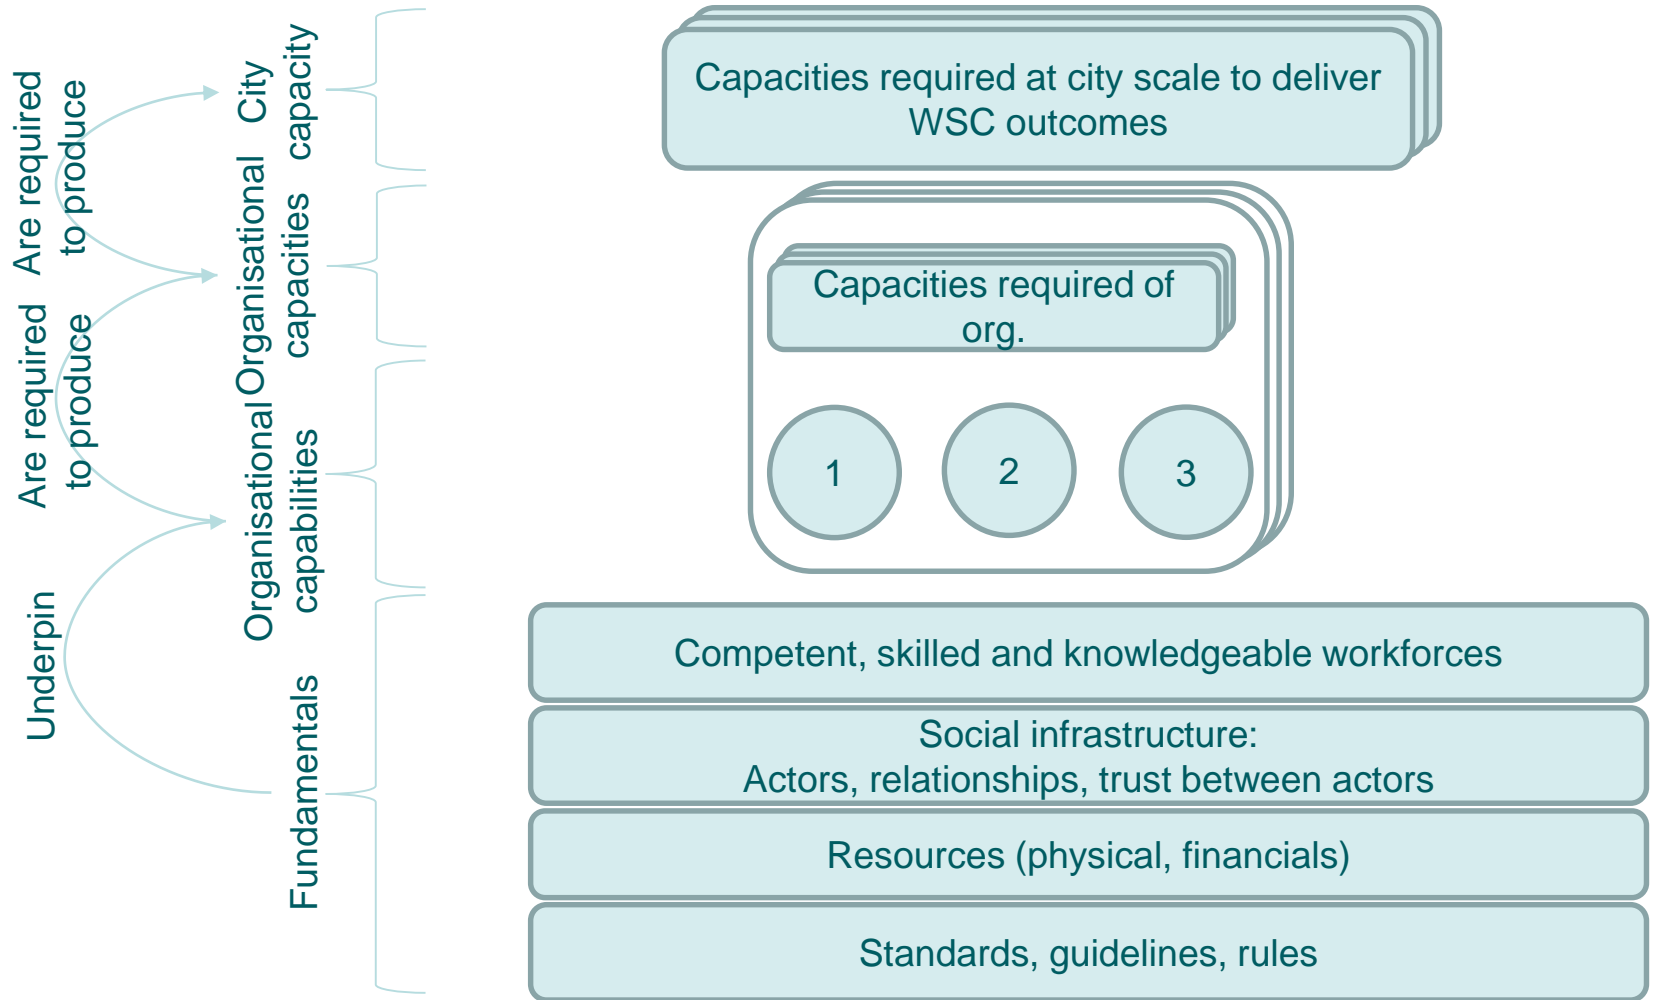 Are required
to produce
City
capacity
Capacities required at city scale to deliver
WSC outcomes
Are required
to produce
Organisational
capacities
Capacities required of
org.
Organisational
capabilities
1
2
3
Underpin
Fundamentals
Competent, skilled and knowledgeable workforces
Social infrastructure:
Actors, relationships, trust between actors
Resources (physical, financials)
Standards, guidelines, rules